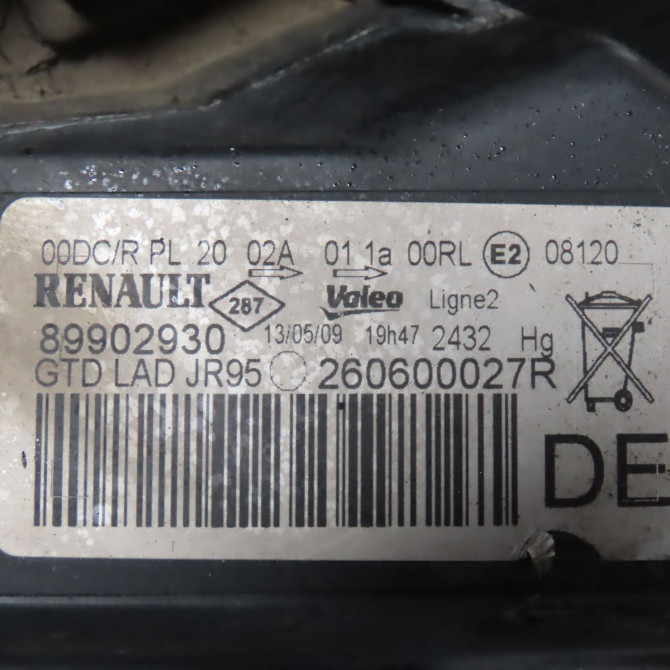 00DC/R PL 20 02A 01 1a 00RL E2 08120
RENAULT 287 Valeo Ligne2
89902930 13/05/09 19h47 2432 Hg
GTD LAD JR95 260600027R
DE